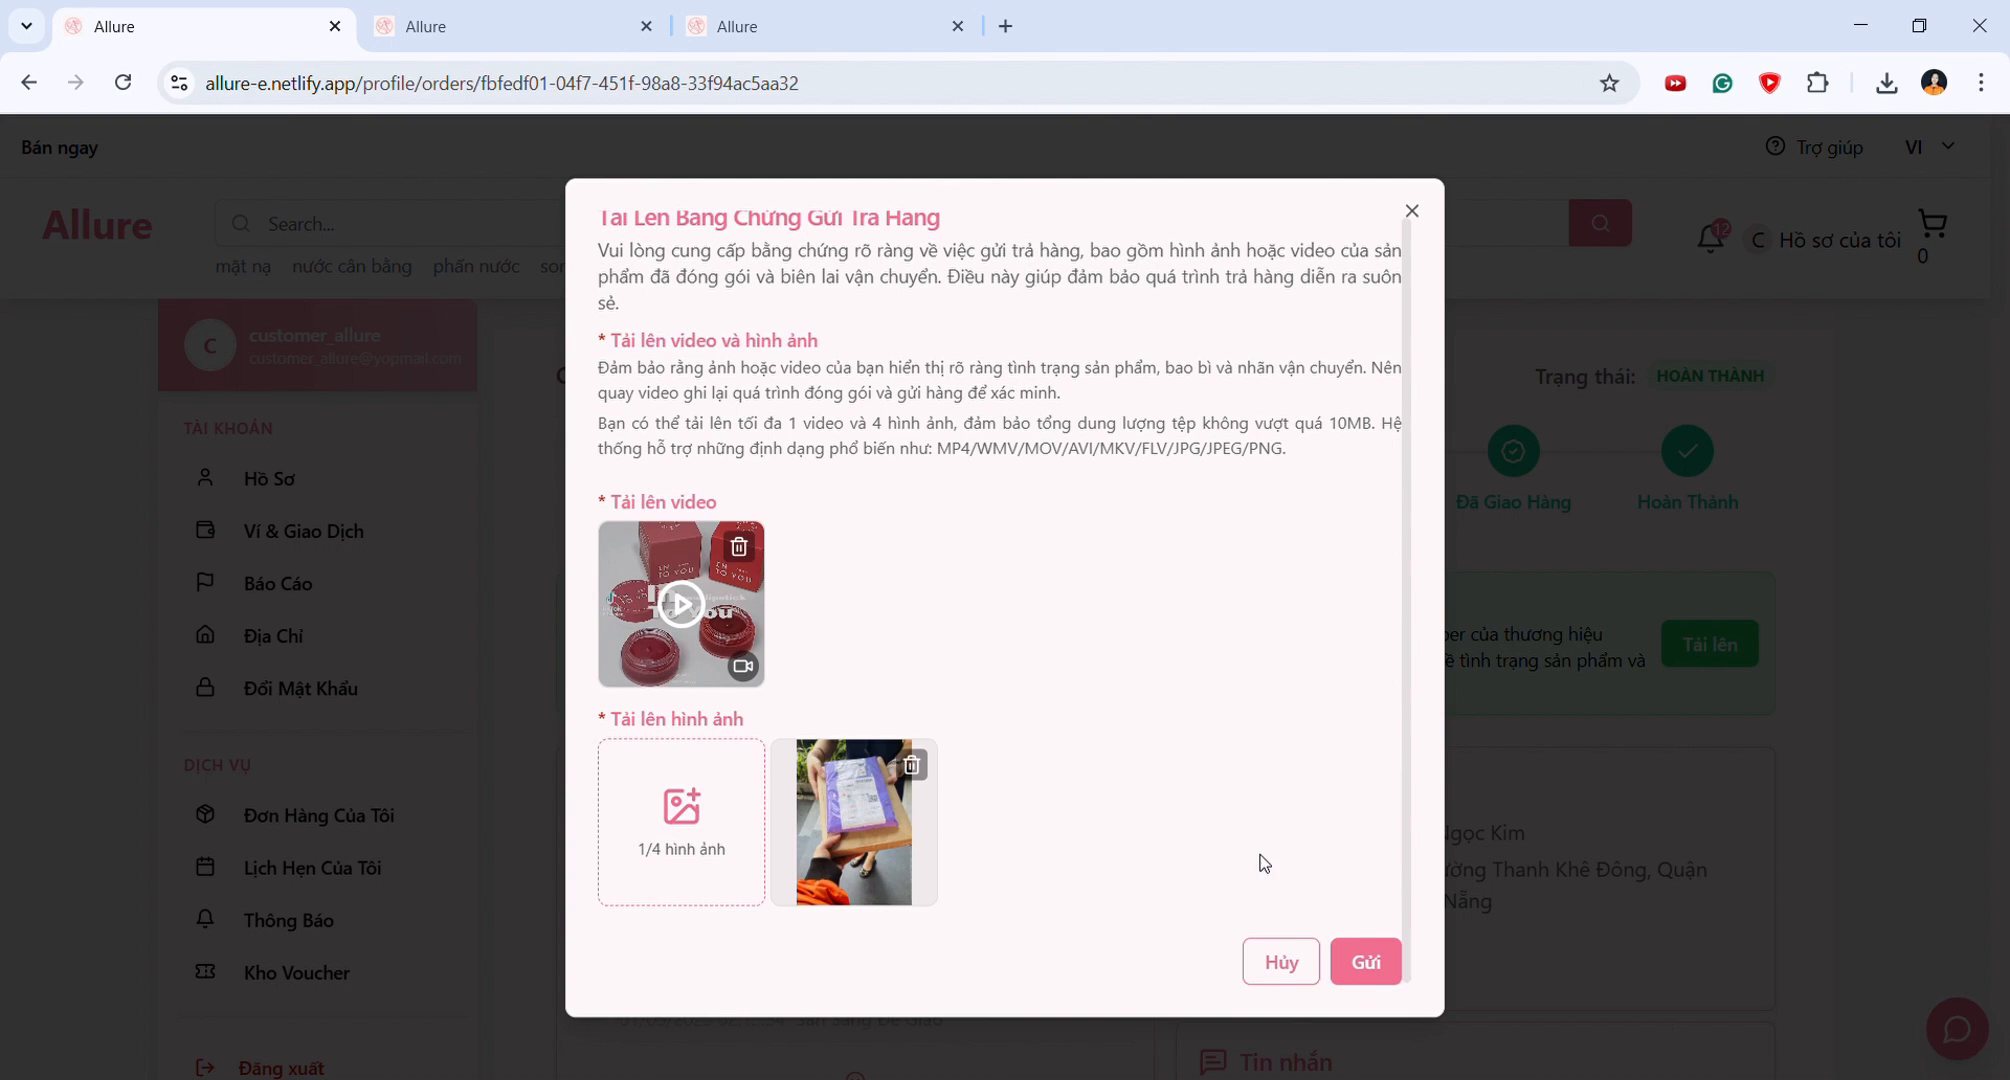 Allure
Allure
Allure
allure-e.netlify.app/profile/orders/fbfedf01-04f7-451f-98a8-33f94ac5aa32
Bán ngay
Trợ giúp
VI
Allure
Search...
12
C
Hồ sơ của tôi
0
mặt nạ
nước cân bằng
phấn nước
C
customer_allure
customer_allure@yopmail.com
TÀI KHOẢN
Hồ Sơ
Ví & Giao Dịch
Báo Cáo
Địa Chỉ
Đổi Mật Khẩu
DỊCH VỤ
Đơn Hàng Của Tôi
Lịch Hẹn Của Tôi
Thông Báo
Kho Voucher
Đăng xuất
Tải Lên Bằng Chứng Gửi Trả Hàng
Vui lòng cung cấp bằng chứng rõ ràng về việc gửi trả hàng, bao gồm hình ảnh hoặc video của sản
phẩm đã đóng gói và biên lai vận chuyển. Điều này giúp đảm bảo quá trình trả hàng diễn ra suôn
sẻ.
* Tải lên video và hình ảnh
Đảm bảo rằng ảnh hoặc video của bạn hiển thị rõ ràng tình trạng sản phẩm, bao bì và nhãn vận chuyển. Nên
quay video ghi lại quá trình đóng gói và gửi hàng để xác minh.
Bạn có thể tải lên tối đa 1 video và 4 hình ảnh, đảm bảo tổng dung lượng tệp không vượt quá 10MB. Hệ
thống hỗ trợ những định dạng phổ biến như: MP4/WMV/MOV/AVI/MKV/FLV/JPG/JPEG/PNG.
* Tải lên video
TO YOU
TO YOU
* Tải lên hình ảnh
1/4 hình ảnh
Hủy
Gửi
Trạng thái:
HOÀN THÀNH
Đã Giao Hàng
Hoàn Thành
của thương hiệu
tình trạng sản phẩm và
Tải lên
Ngọc Kim
Thanh Khê Đông, Quận
Nẵng
Tin nhắn